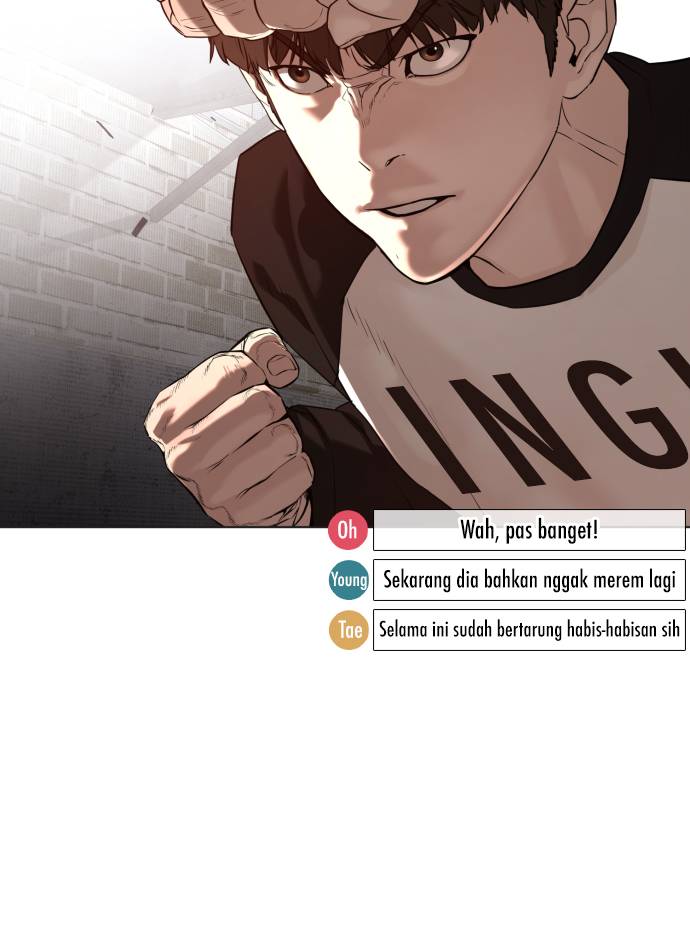 ING
Oh Wah, pas banget!
Young Sekarang dia bahkan nggak merem lagi
Tae Selama ini sudah bertarung habis-habisan sih